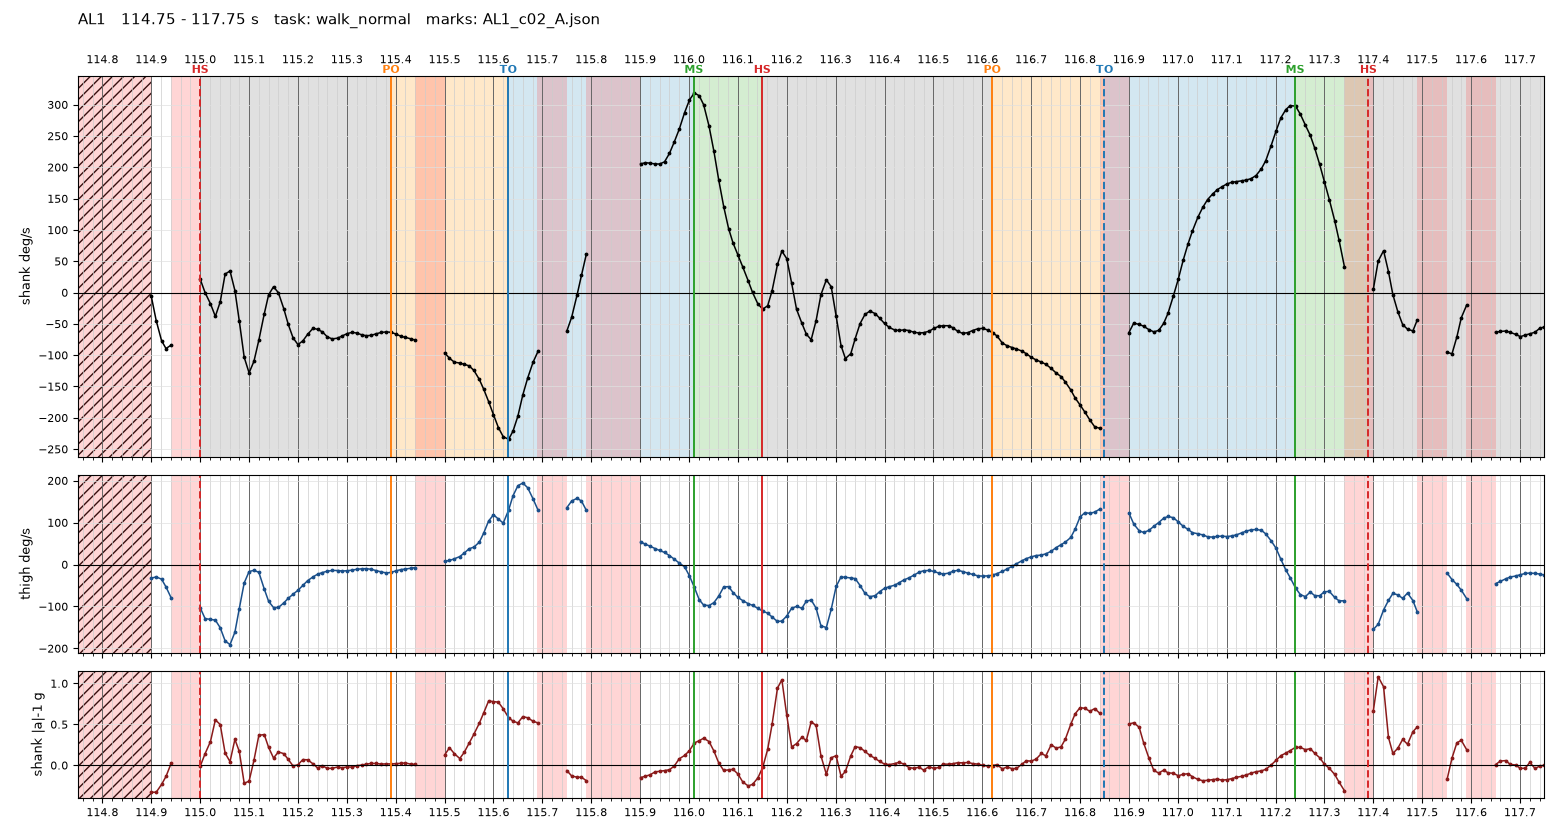 AL1   114.75 - 117.75 s   task: walk_normal   marks: AL1_c02_A.json
114.8 114.9 115.0 115.1 115.2 115.3 115.4 115.5 115.6 115.7 115.8 115.9 116.0 116.1 116.2 116.3 116.4 116.5 116.6 116.7 116.8 116.9 117.0 117.1 117.2 117.3 117.4 117.5 117.6 117.7
HS PO TO MS HS PO TO MS HS
shank deg/s
300
250
200
150
100
50
0
−50
−100
−150
−200
−250
thigh deg/s
200
100
0
−100
−200
shank |a|-1 g
1.0
0.5
0.0
114.8 114.9 115.0 115.1 115.2 115.3 115.4 115.5 115.6 115.7 115.8 115.9 116.0 116.1 116.2 116.3 116.4 116.5 116.6 116.7 116.8 116.9 117.0 117.1 117.2 117.3 117.4 117.5 117.6 117.7